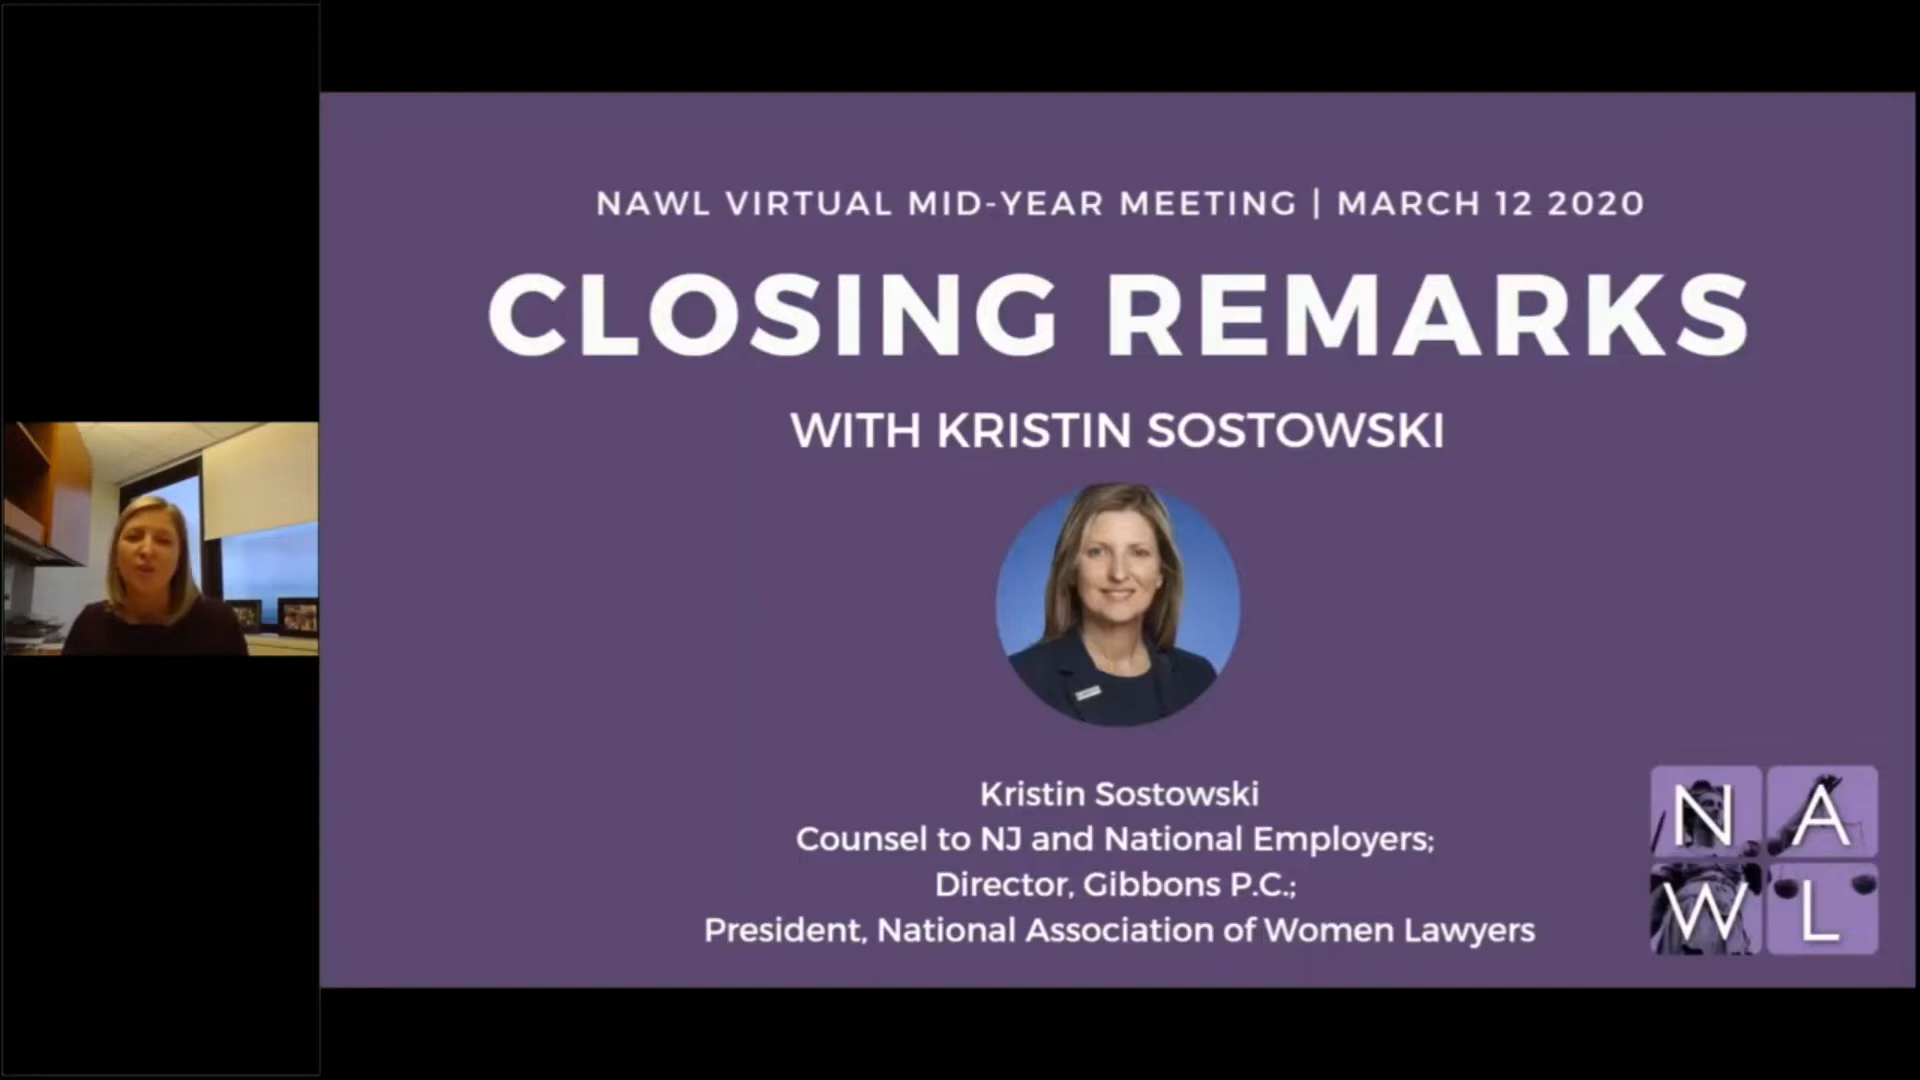 NAWL VIRTUAL MID-YEAR MEETING | MARCH 12 2020
CLOSING REMARKS
WITH KRISTIN SOSTOWSKI
Kristin Sostowski
Counsel to NJ and National Employers;
Director, Gibbons P.C.;
President, National Association of Women Lawyers
N A
W L